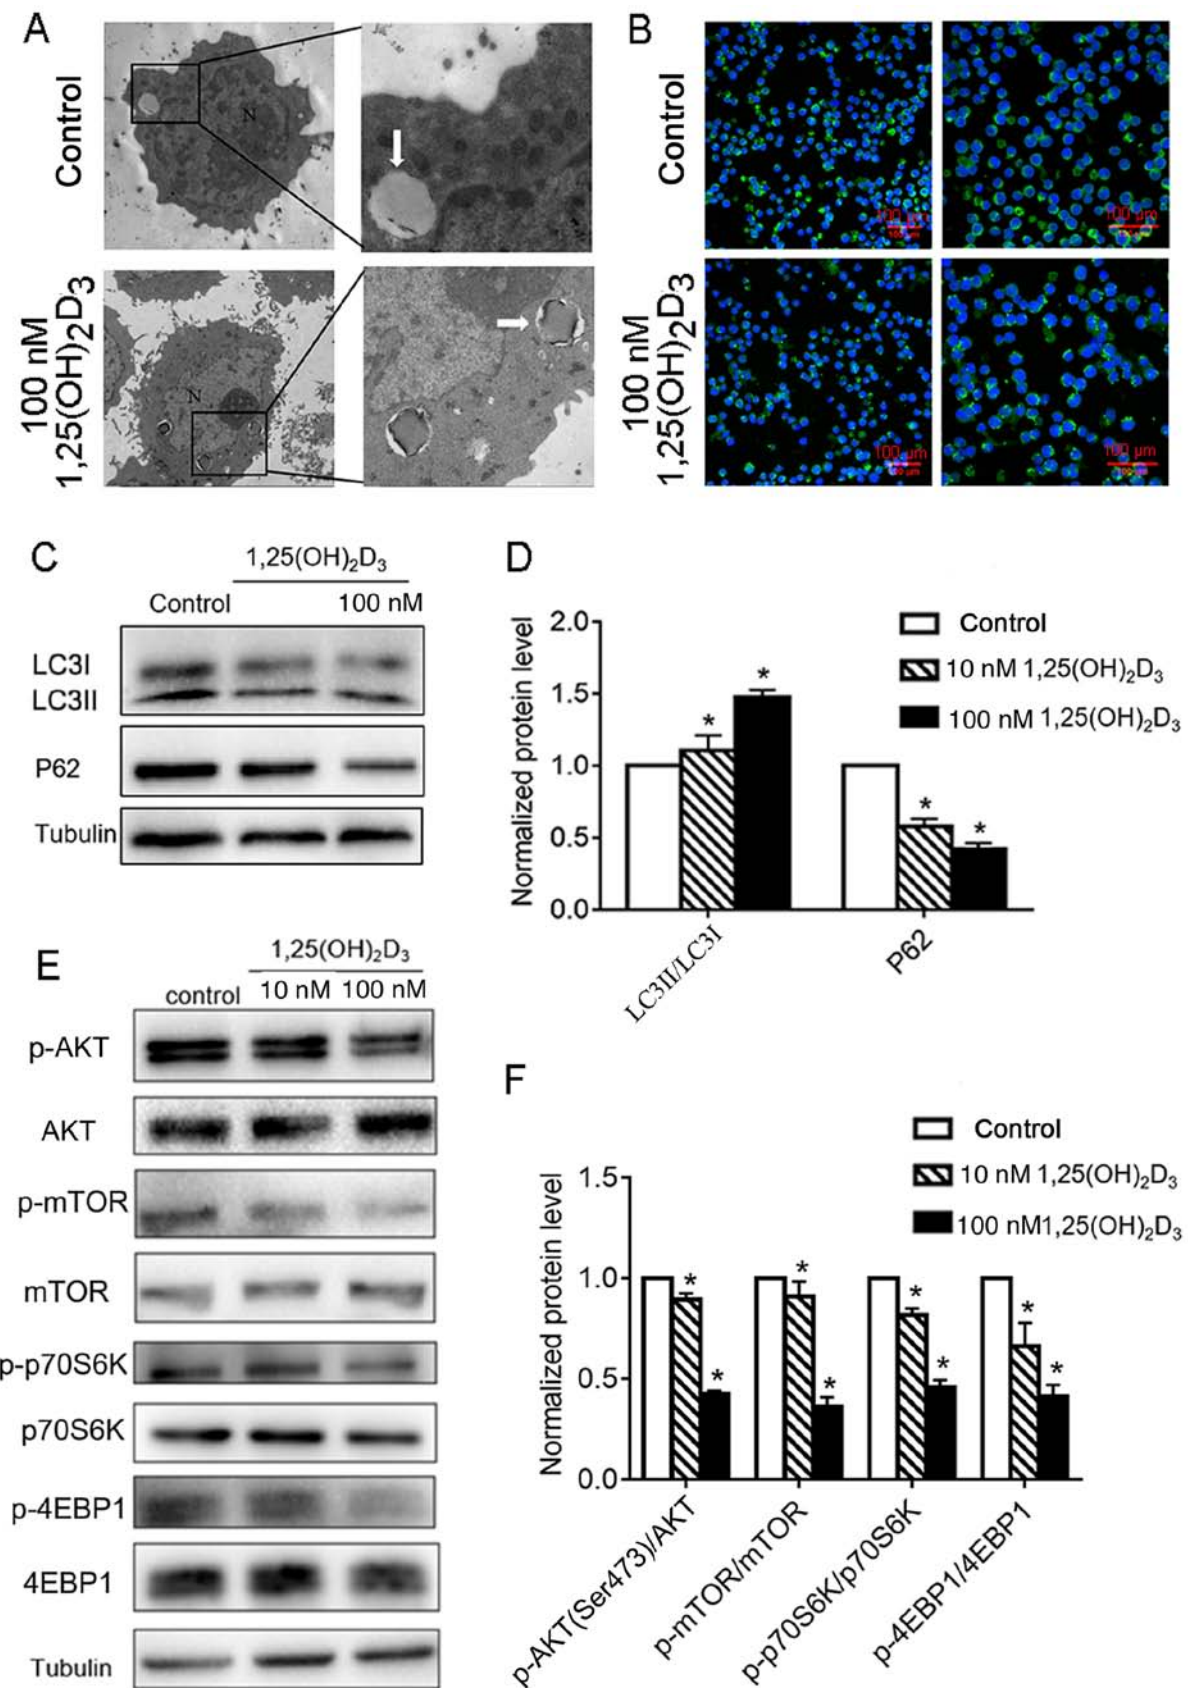 A
Control
N
100 nM
1,25(OH)₂D₃
N
B
Control
100 µm
100 µm
100 nM
1,25(OH)₂D₃
100 µm
100 µm
C
1,25(OH)₂D₃
Control 100 nM
LC3I
LC3II
P62
Tubulin
D
Normalized protein level
2.0
1.5
1.0
0.5
0.0
Control
10 nM 1,25(OH)₂D₃
100 nM 1,25(OH)₂D₃
* * * *
LC3II/LC3I
P62
E
1,25(OH)₂D₃
control 10 nM 100 nM
p-AKT
AKT
p-mTOR
mTOR
p-p70S6K
p70S6K
p-4EBP1
4EBP1
Tubulin
F
Normalized protein level
1.5
1.0
0.5
0.0
Control
10 nM 1,25(OH)₂D₃
100 nM1,25(OH)₂D₃
* * * * * * * *
p-AKT(Ser473)/AKT
p-mTOR/mTOR
p-p70S6K/p70S6K
p-4EBP1/4EBP1